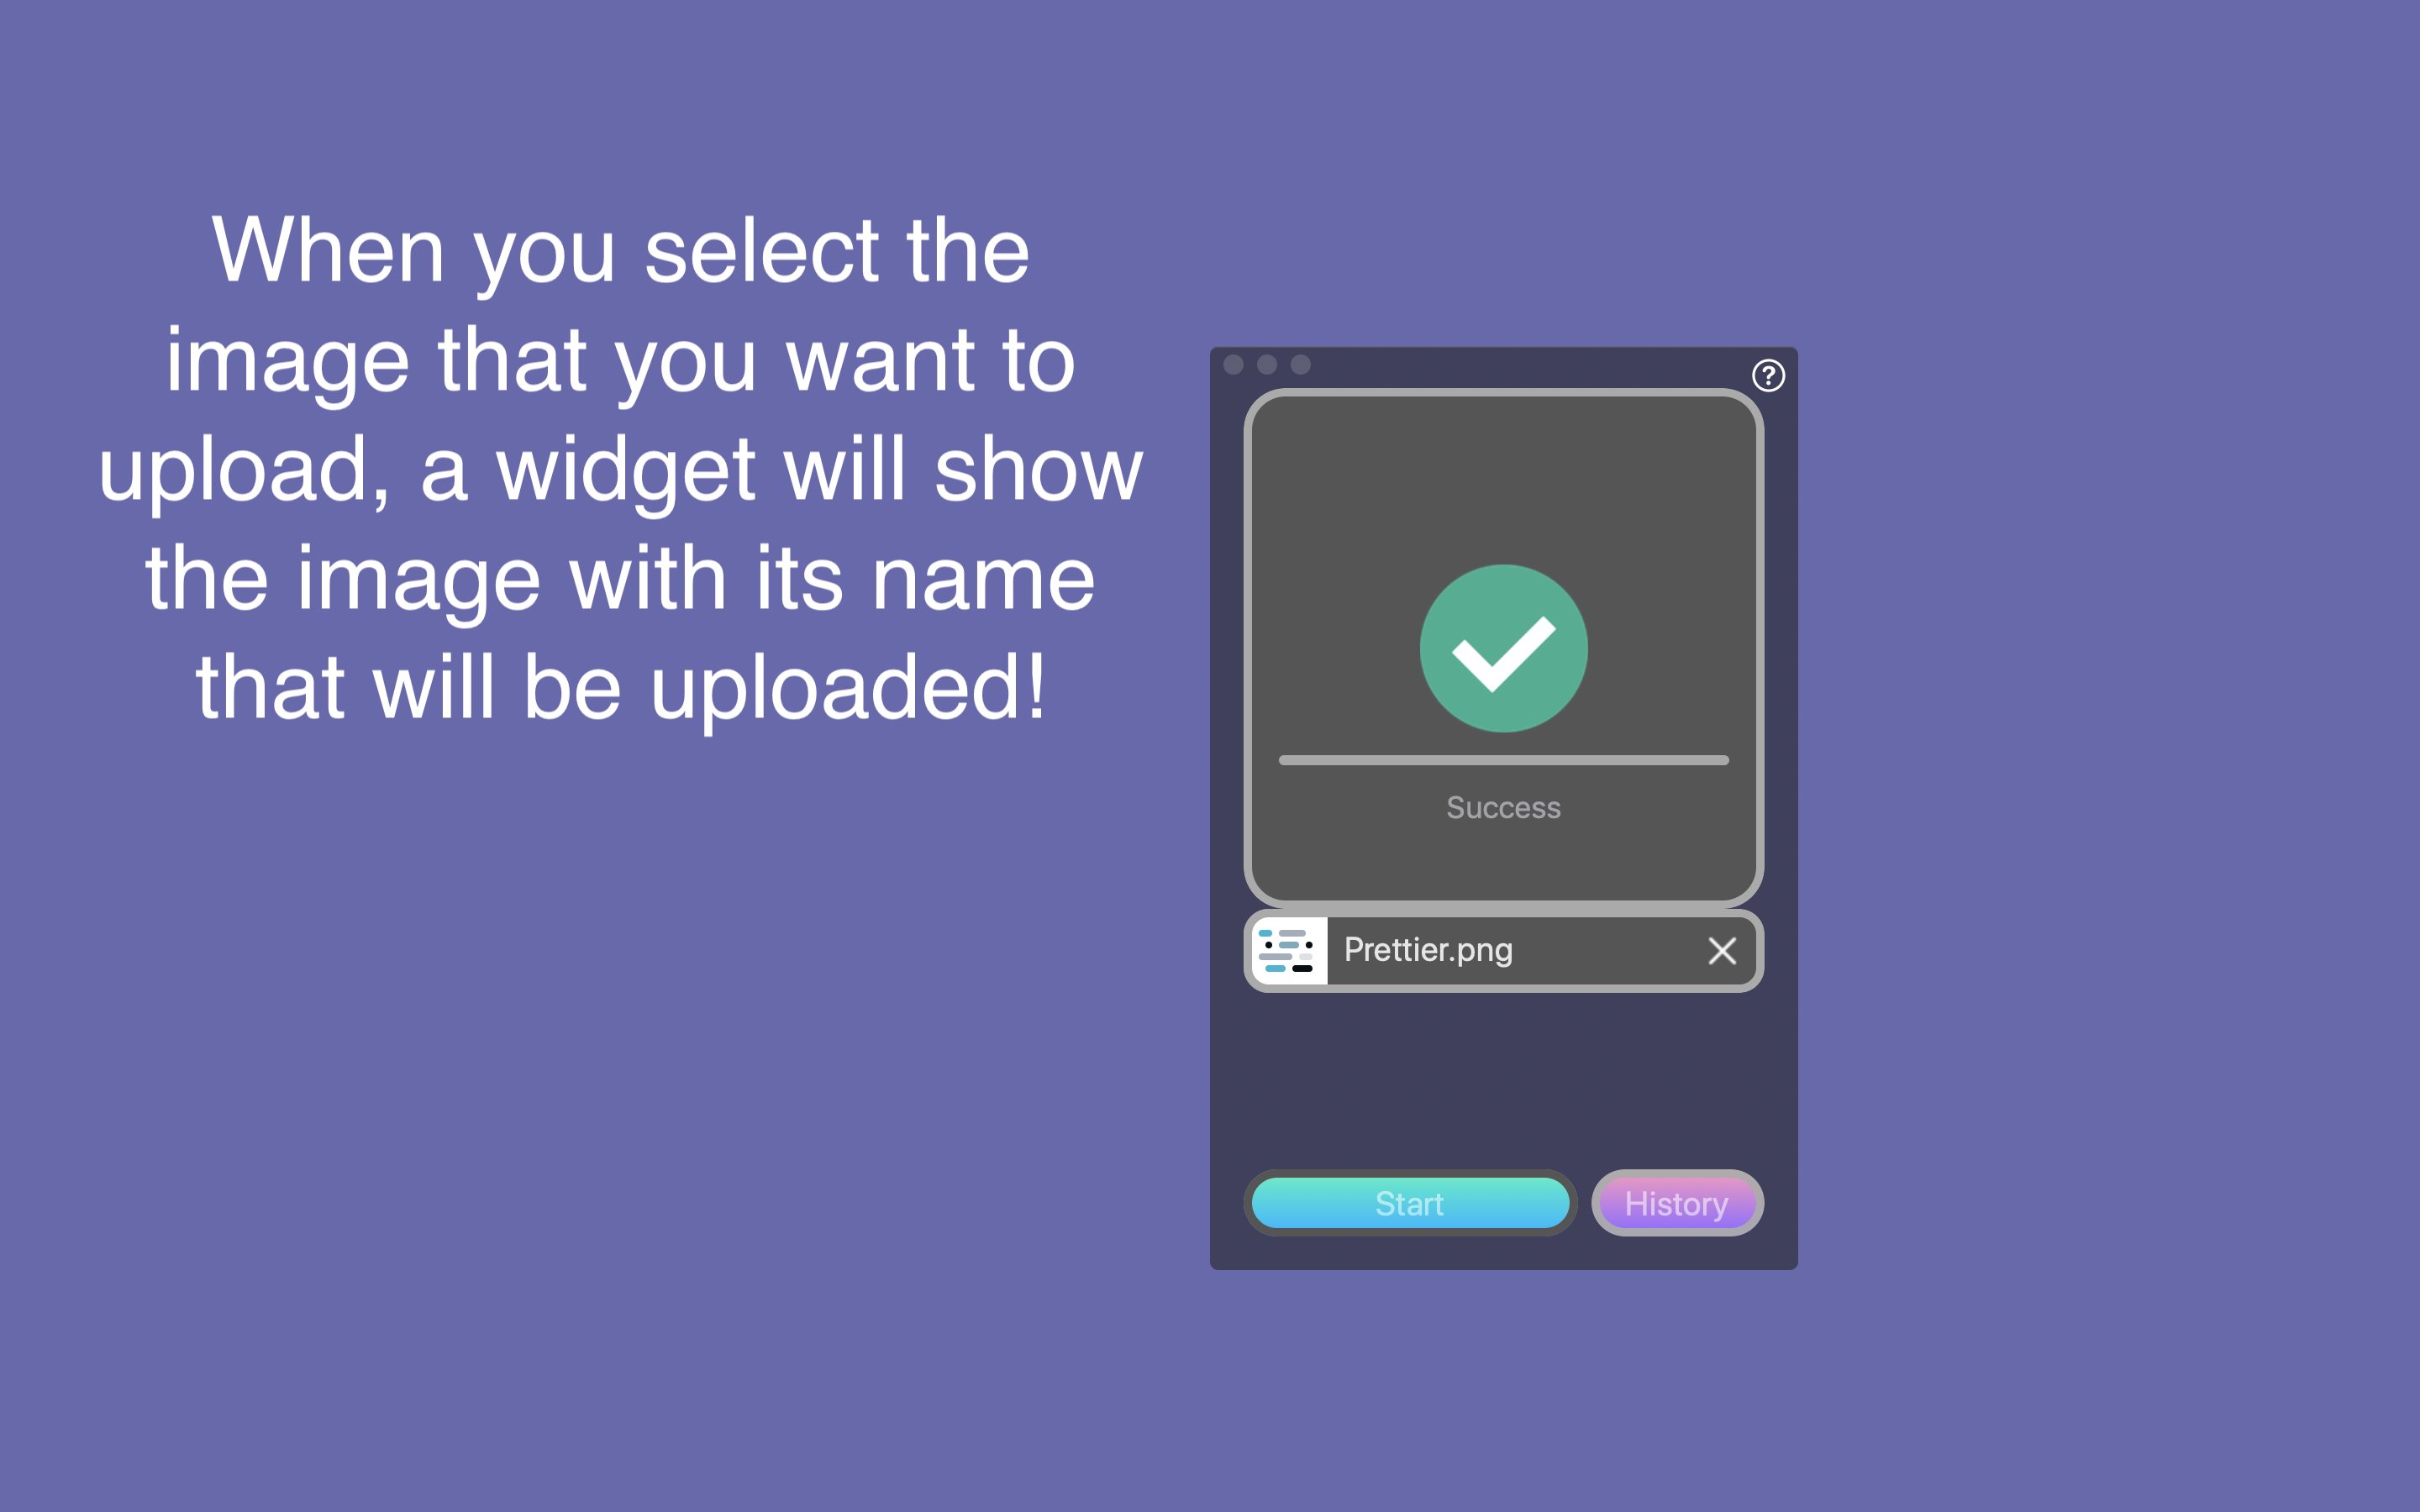 When you select the
image that you want to
upload, a widget will show
the image with its name
that will be uploaded!
?
Success
Prettier.png
Start
History